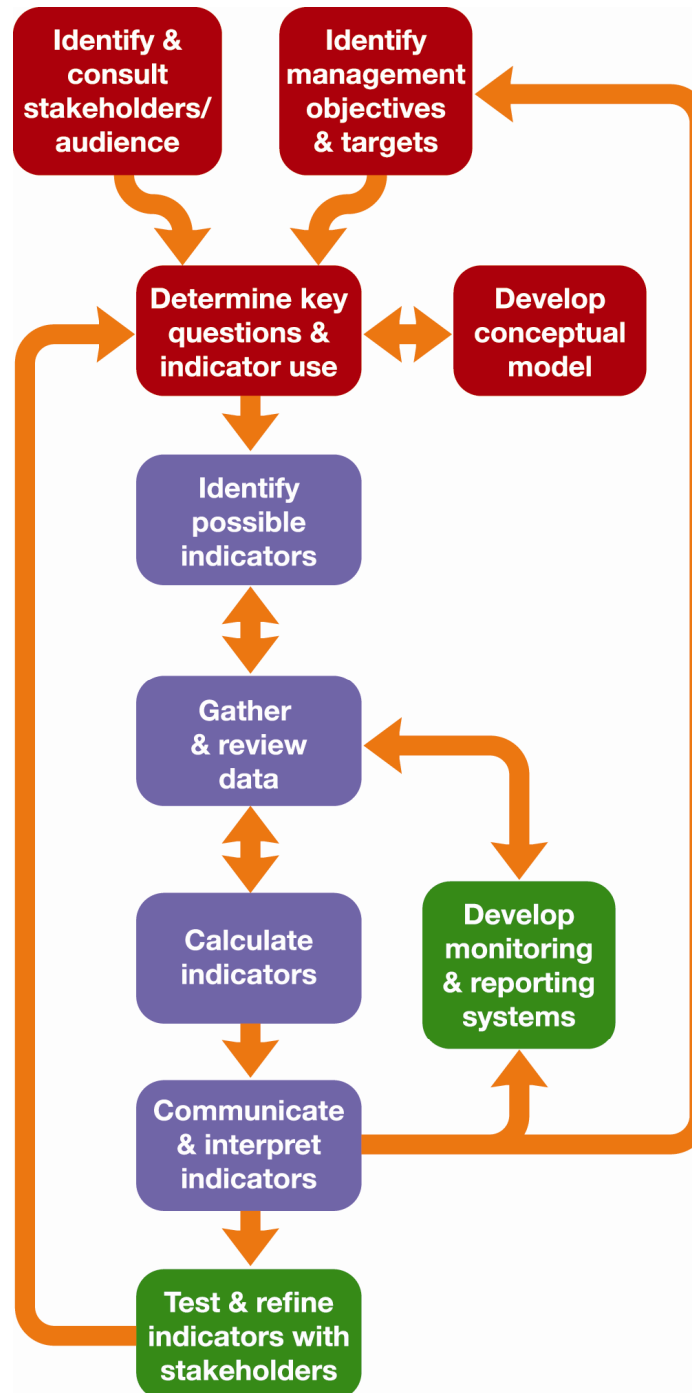 Identify &
consult
stakeholders/
audience
Identify
management
objectives
& targets
Determine key
questions &
indicator use
Develop
conceptual
model
Identify
possible
indicators
Gather
& review
data
Calculate
indicators
Develop
monitoring
& reporting
systems
Communicate
& interpret
indicators
Test & refine
indicators with
stakeholders